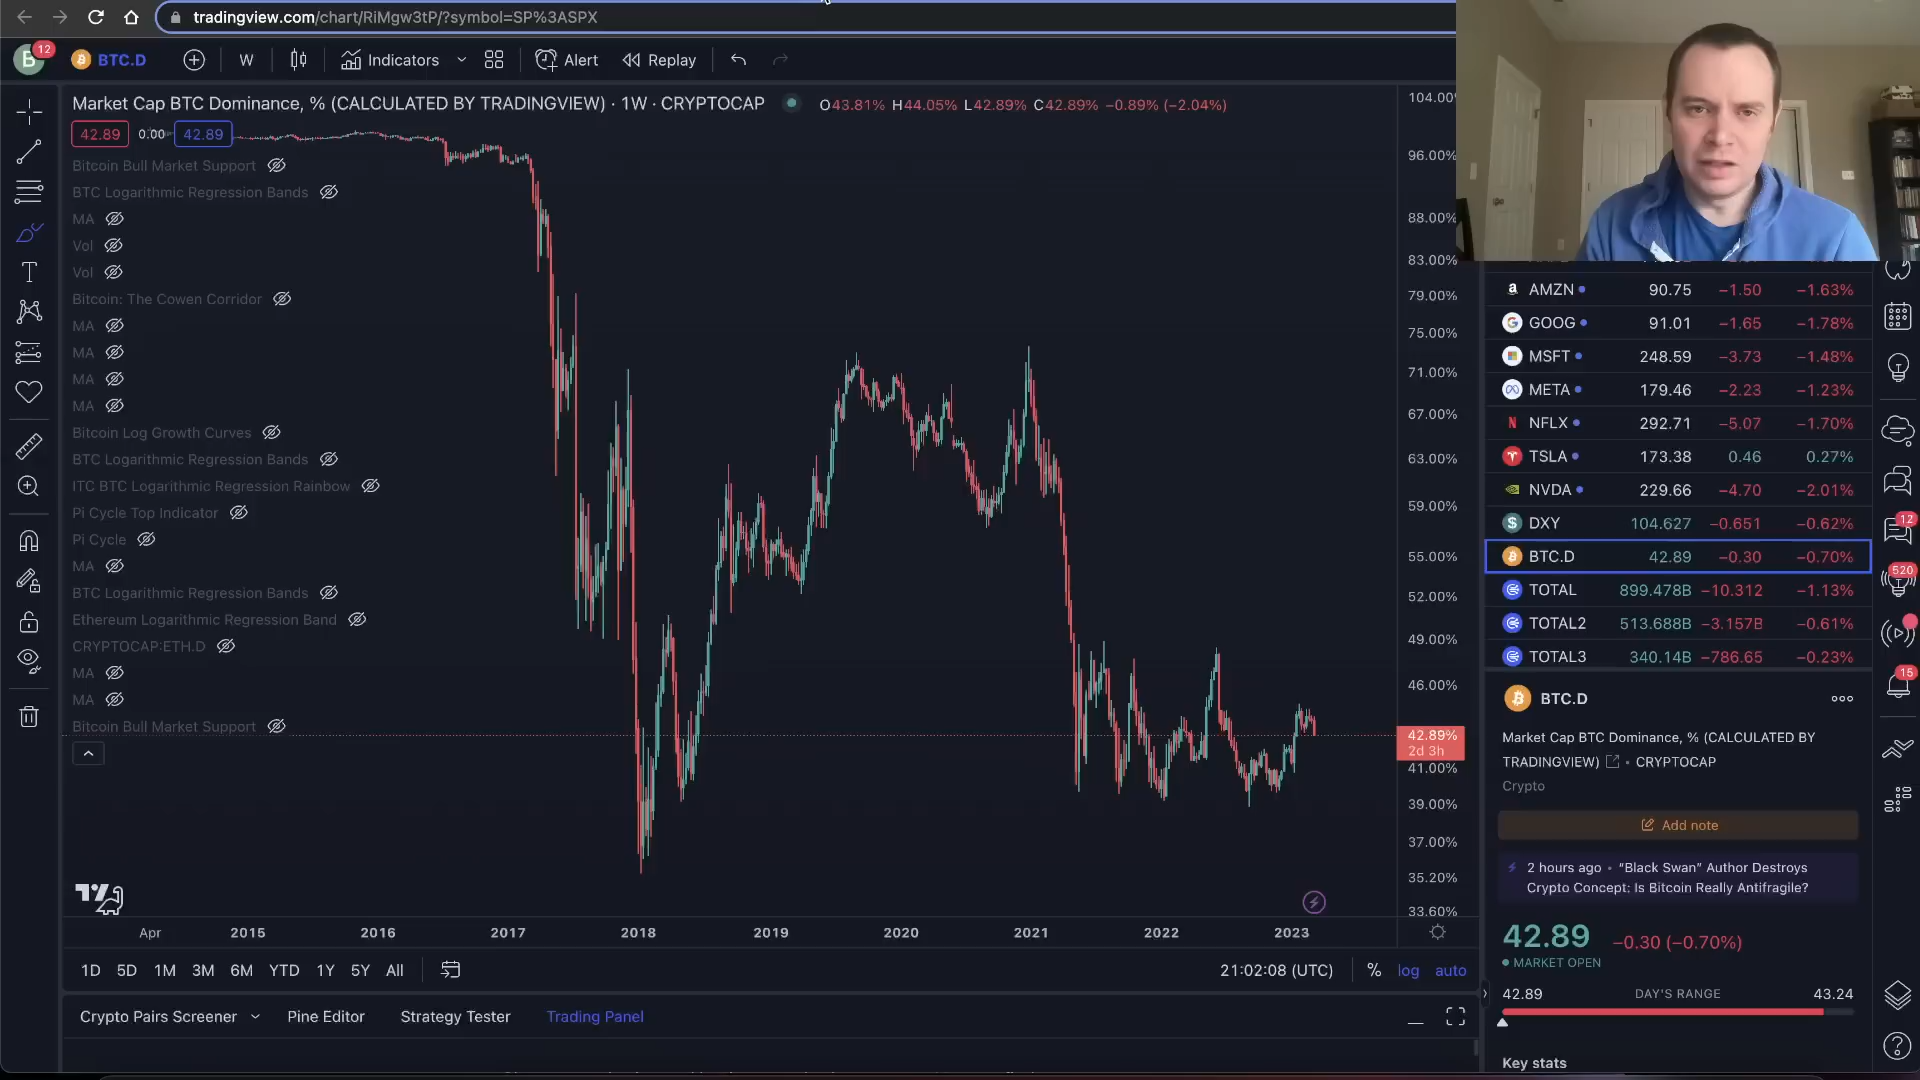 tradingview.com/chart/RiMgw3tP/?symbol=SP%3ASPX
B 12 BTC.D W Indicators Alert Replay
Market Cap BTC Dominance, % (CALCULATED BY TRADINGVIEW) · 1W · CRYPTOCAP O43.81% H44.05% L42.89% C42.89% −0.89% (−2.04%)
42.89 0.00 42.89
Bitcoin Bull Market Support
BTC Logarithmic Regression Bands
MA
Vol
Vol
Bitcoin: The Cowen Corridor
MA
MA
MA
MA
Bitcoin Log Growth Curves
BTC Logarithmic Regression Bands
ITC BTC Logarithmic Regression Rainbow
Pi Cycle Top Indicator
Pi Cycle
MA
BTC Logarithmic Regression Bands
Ethereum Logarithmic Regression Band
CRYPTOCAP:ETH.D
MA
MA
Bitcoin Bull Market Support
104.00
96.00%
88.00%
83.00%
79.00%
75.00%
71.00%
67.00%
63.00%
59.00%
55.00%
52.00%
49.00%
46.00%
42.89%
2d 3h
41.00%
39.00%
37.00%
35.20%
33.60%
Apr 2015 2016 2017 2018 2019 2020 2021 2022 2023
1D 5D 1M 3M 6M YTD 1Y 5Y All 21:02:08 (UTC) % log auto
Crypto Pairs Screener Pine Editor Strategy Tester Trading Panel
AMZN 90.75 −1.50 −1.63%
GOOG 91.01 −1.65 −1.78%
MSFT 248.59 −3.73 −1.48%
META 179.46 −2.23 −1.23%
NFLX 292.71 −5.07 −1.70%
TSLA 173.38 0.46 0.27%
NVDA 229.66 −4.70 −2.01%
DXY 104.627 −0.651 −0.62%
BTC.D 42.89 −0.30 −0.70%
TOTAL 899.478B −10.312 −1.13%
TOTAL2 513.688B −3.157B −0.61%
TOTAL3 340.14B −786.65 −0.23%
BTC.D
Market Cap BTC Dominance, % (CALCULATED BY
TRADINGVIEW) • CRYPTOCAP
Crypto
Add note
2 hours ago • “Black Swan” Author Destroys
Crypto Concept; Is Bitcoin Really Antifragile?
42.89 −0.30 (−0.70%)
MARKET OPEN
42.89 DAY'S RANGE 43.24
Key stats
12
520
15